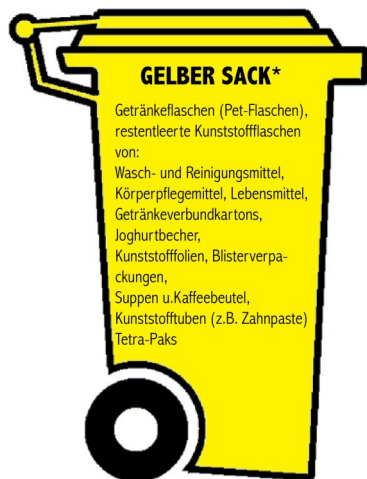 GELBER SACK*
Getränkeflaschen (Pet-Flaschen),
restentleerte Kunststoffflaschen
von:
Wasch- und Reinigungsmittel,
Körperpflegemittel, Lebensmittel,
Getränkeverbundkartons,
Joghurtbecher,
Kunststofffolien, Blisterverpa-
ckungen,
Suppen u.Kaffeebeutel,
Kunststofftuben (z.B. Zahnpaste)
Tetra-Paks